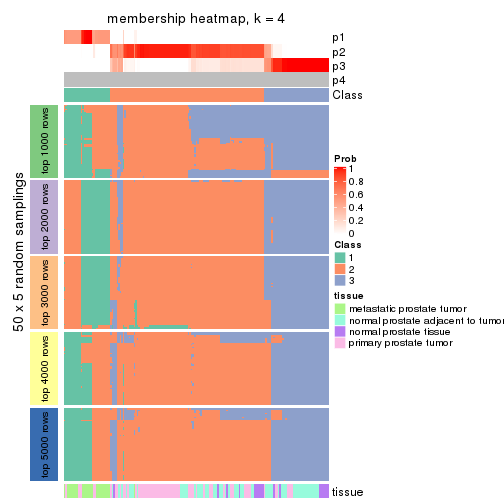 membership heatmap, k = 4
p1
p2
p3
p4
Class
50 x 5 random samplings
top 1000 rows
top 2000 rows
top 3000 rows
top 4000 rows
top 5000 rows
tissue
Prob
1
0.8
0.6
0.4
0.2
0
Class
1
2
3
tissue
metastatic prostate tumor
normal prostate adjacent to tumor
normal prostate tissue
primary prostate tumor